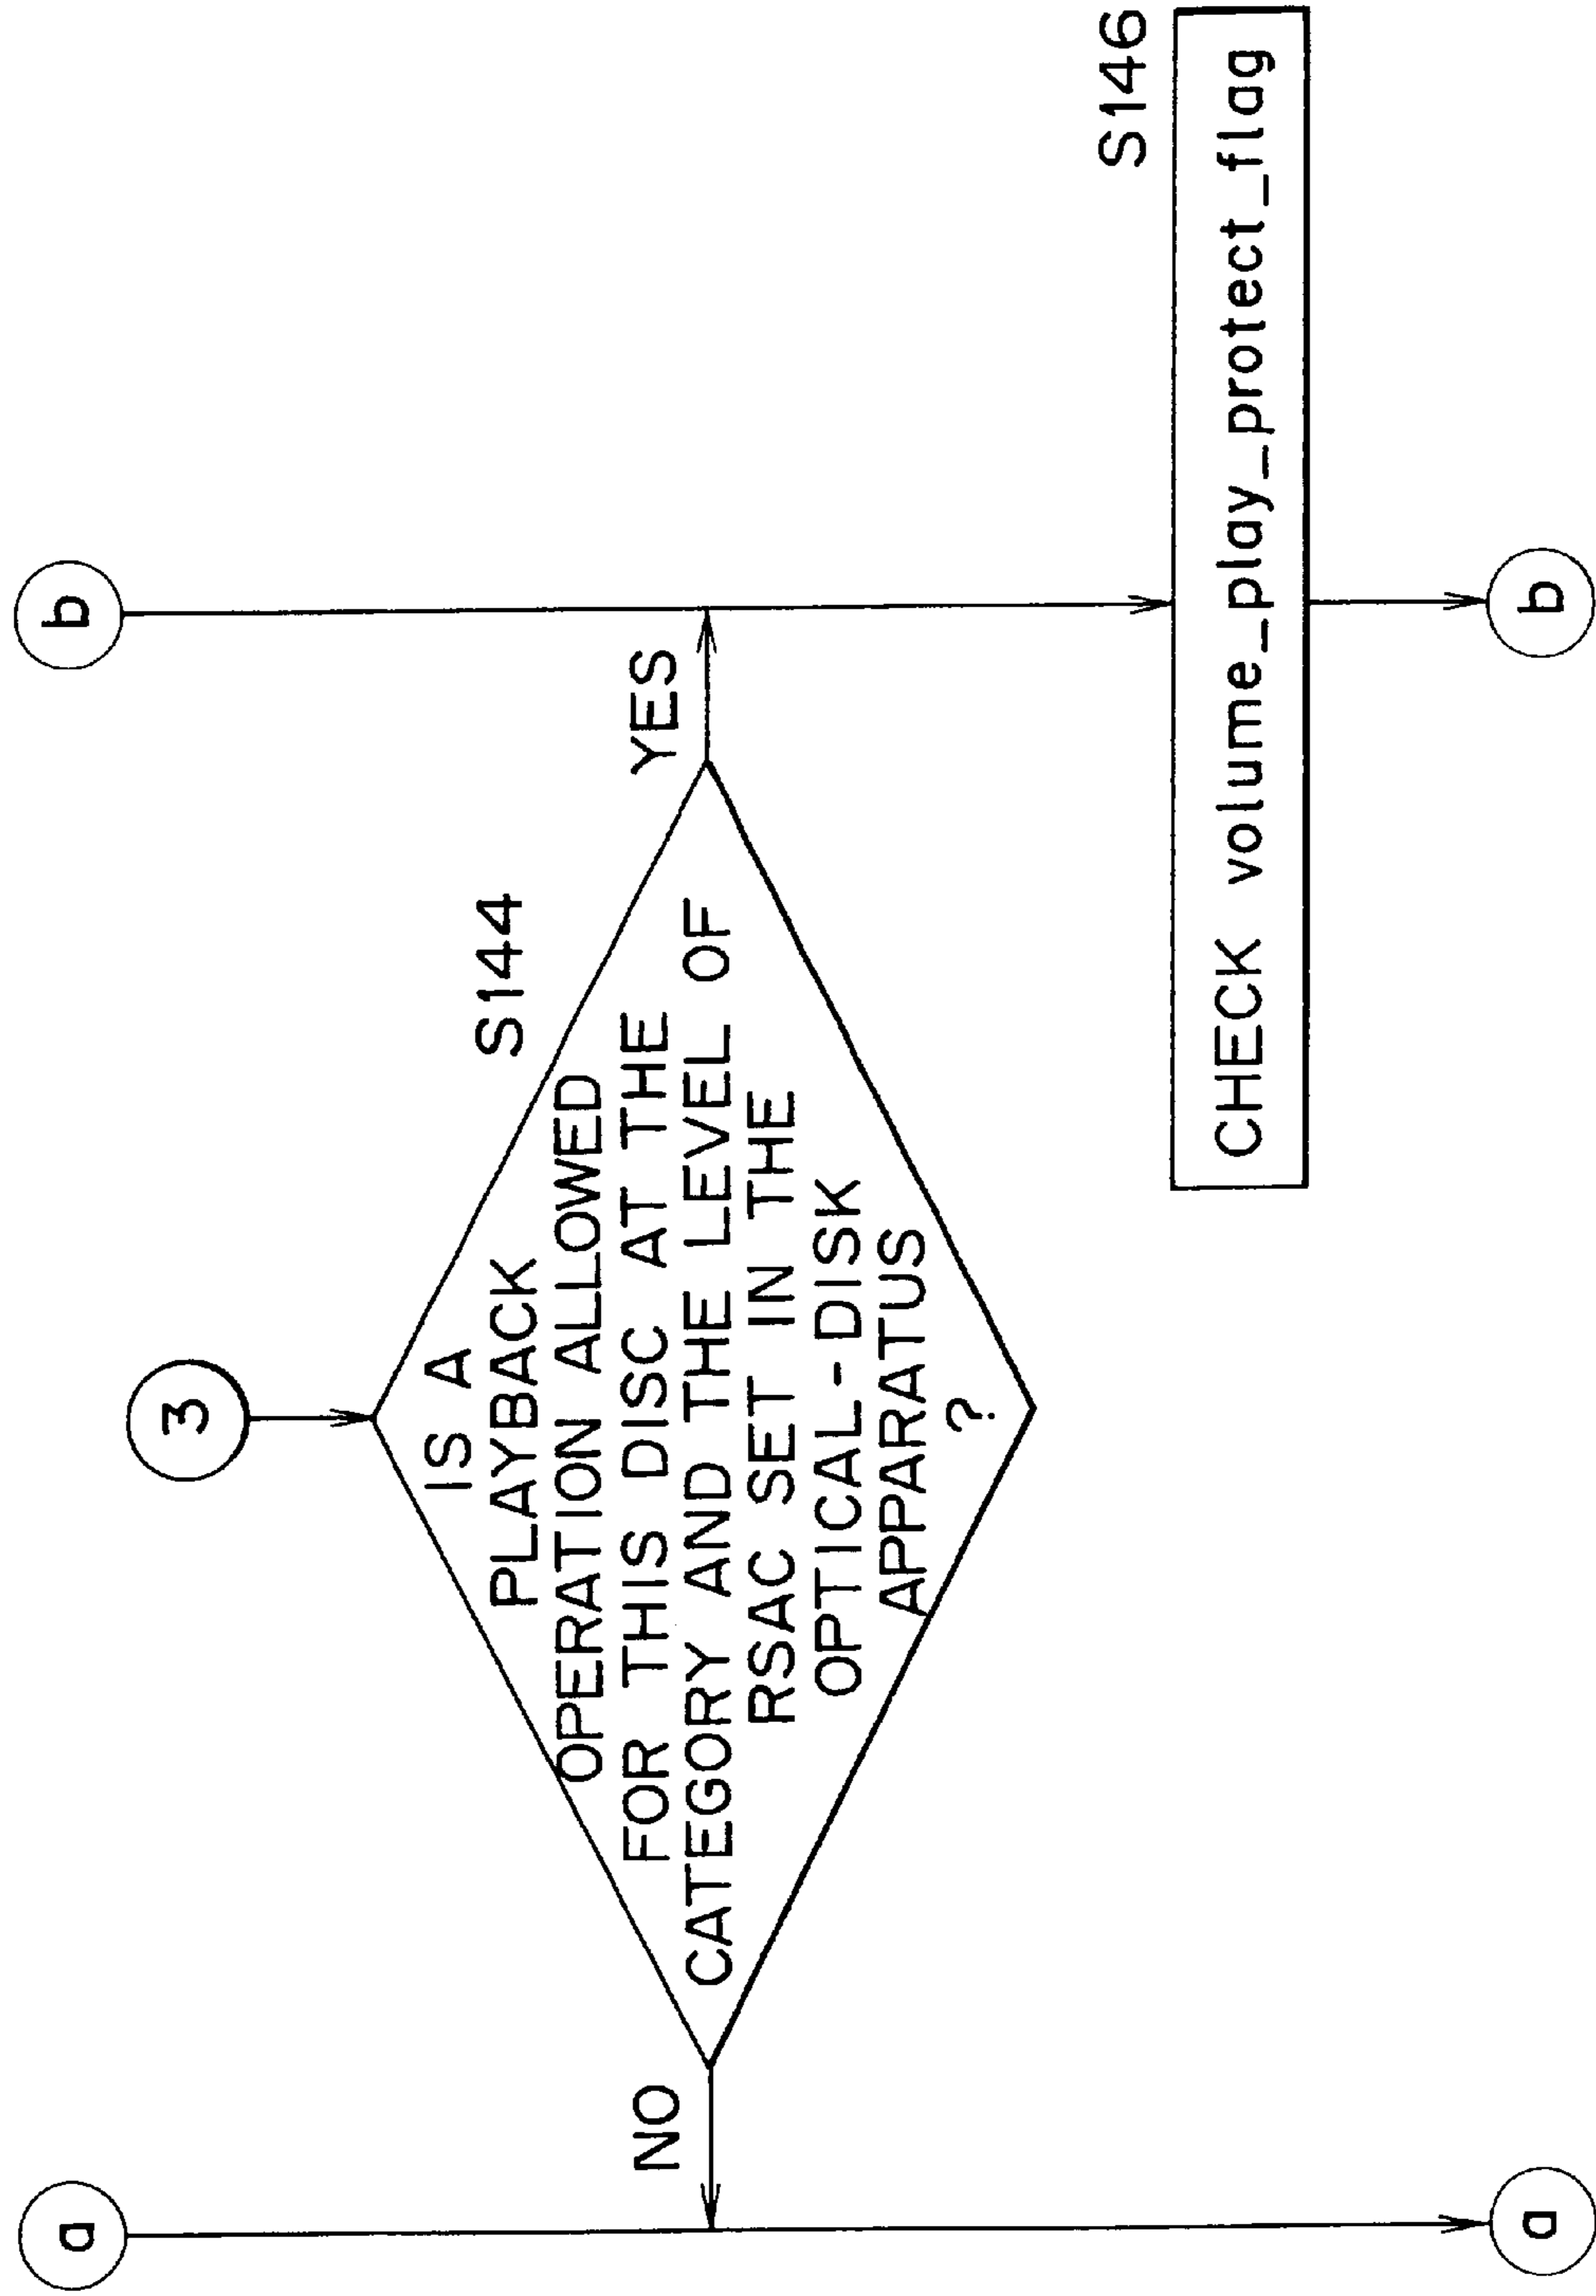 a
3
b
S144
IS A
PLAYBACK
OPERATION ALLOWED
FOR THIS DISC AT THE
CATEGORY AND THE LEVEL OF
RSAC SET IN THE
OPTICAL-DISK
APPARATUS
?
NO
YES
S146
CHECK volume_play_protect_flag
a
b